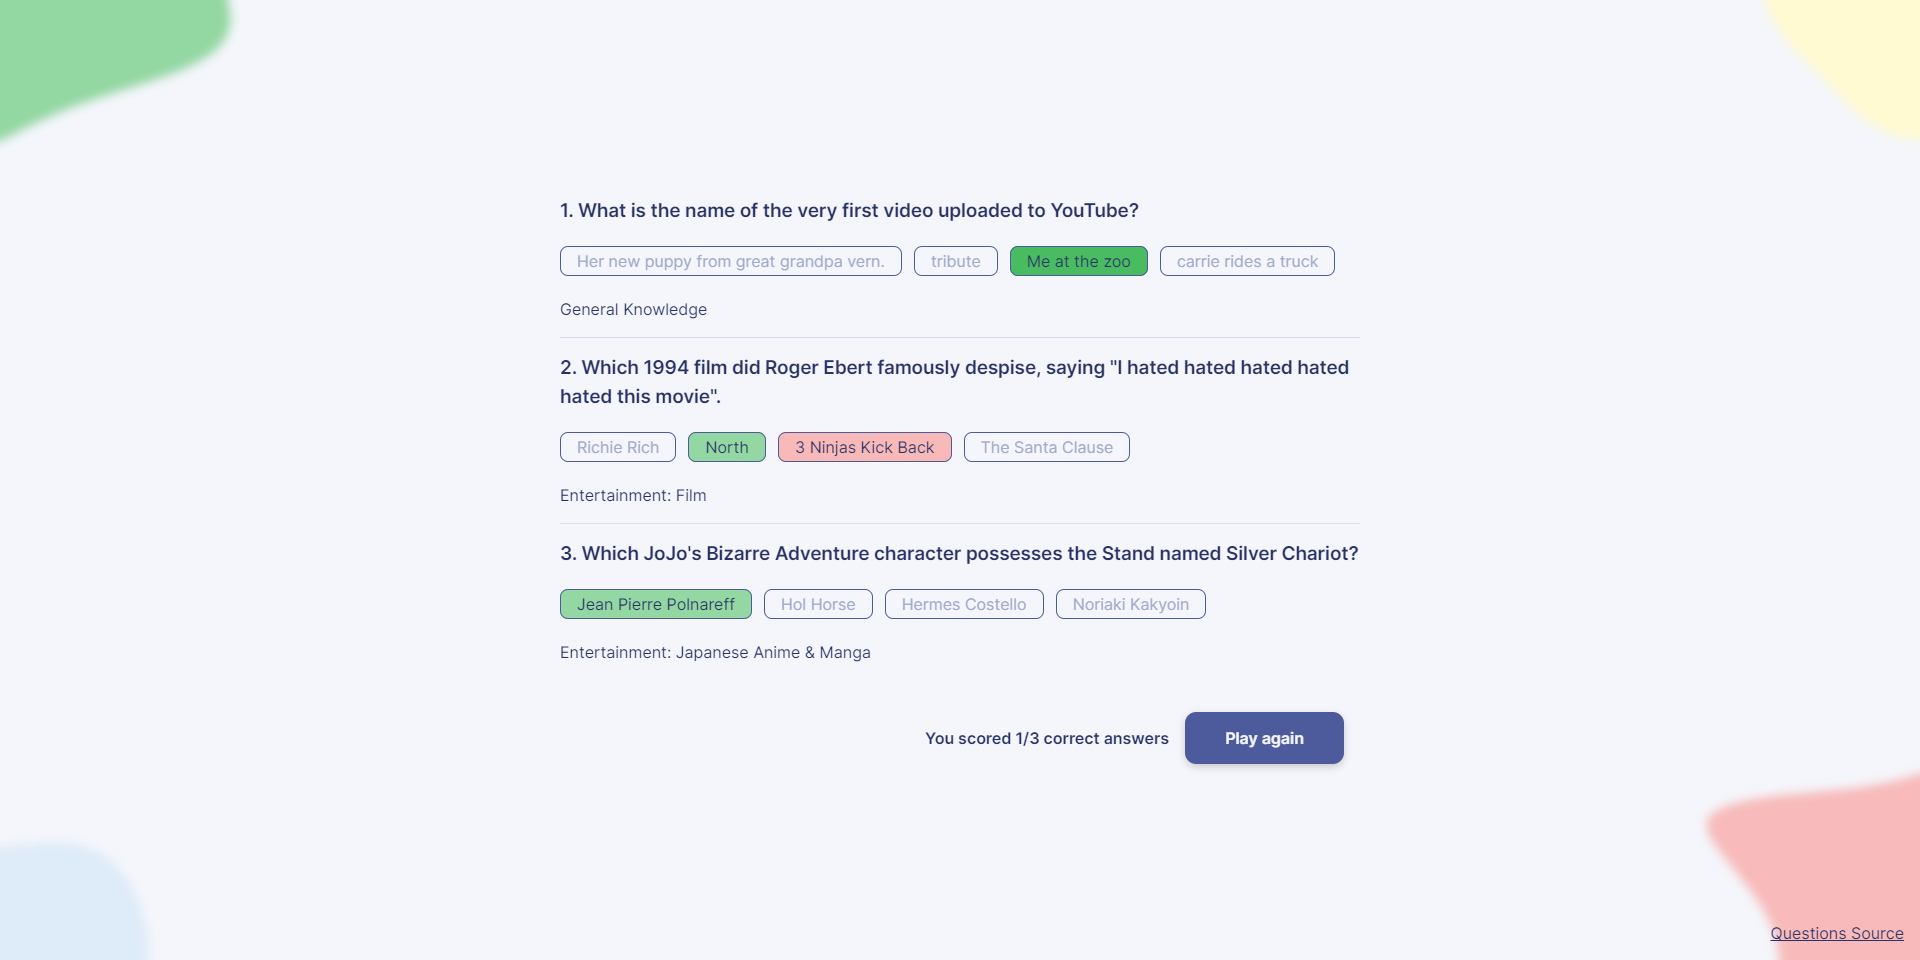 1. What is the name of the very first video uploaded to YouTube?
Her new puppy from great grandpa vern. tribute Me at the zoo carrie rides a truck
General Knowledge
2. Which 1994 film did Roger Ebert famously despise, saying "I hated hated hated hated
hated this movie".
Richie Rich North 3 Ninjas Kick Back The Santa Clause
Entertainment: Film
3. Which JoJo's Bizarre Adventure character possesses the Stand named Silver Chariot?
Jean Pierre Polnareff Hol Horse Hermes Costello Noriaki Kakyoin
Entertainment: Japanese Anime & Manga
You scored 1/3 correct answers Play again
Questions Source